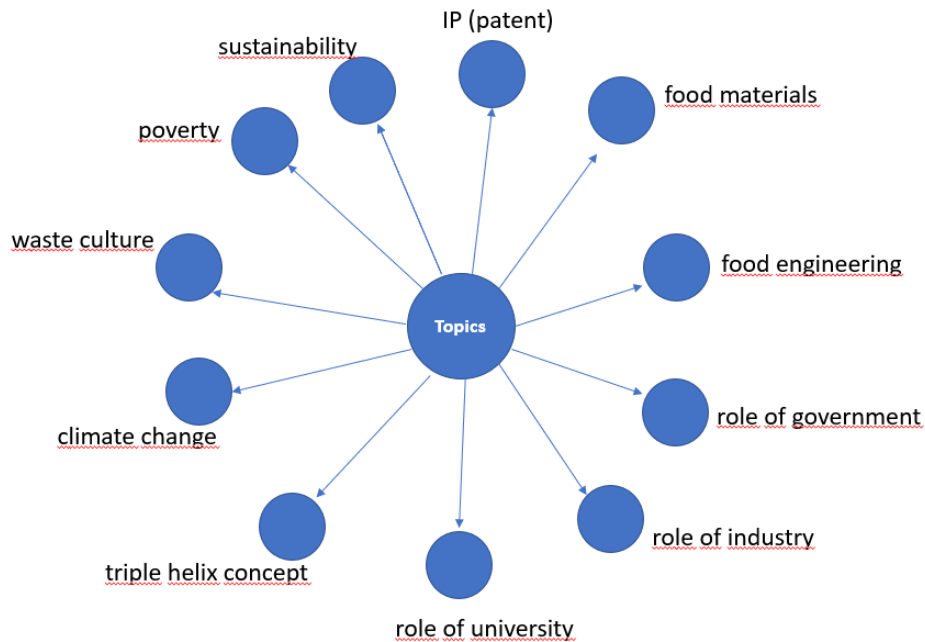 IP (patent)
sustainability
food materials
poverty
waste culture
food engineering
Topics
climate change
role of government
role of industry
triple helix concept
role of university